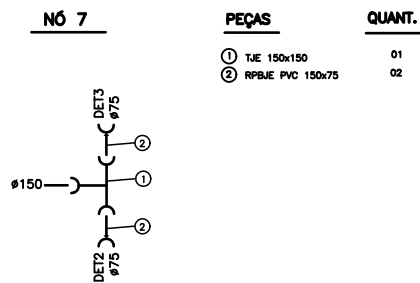 NÓ 7
PEÇAS
QUANT.
1 TJE 150x150
01
2 RPBJE PVC 150x75
02
DET3
ø75
2
ø150
1
2
DET2
ø75